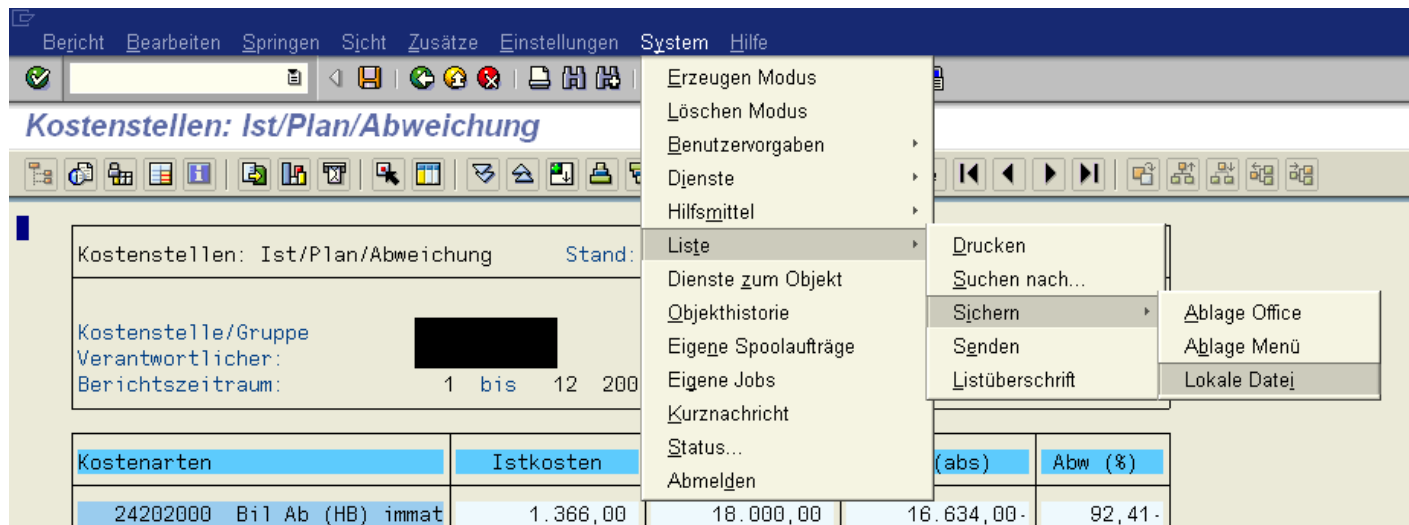 Bericht Bearbeiten Springen Sicht Zusätze Einstellungen System Hilfe
Erzeugen Modus
Löschen Modus
Kostenstellen: Ist/Plan/Abweichung
Benutzervorgaben
Dienste
Hilfsmittel
Kostenstellen: Ist/Plan/Abweichung Stand: Liste Drucken
Dienste zum Objekt Suchen nach...
Objekthistorie Sichern Ablage Office
Kostenstelle/Gruppe
Eigene Spoolaufträge Senden Ablage Menü
Verantwortlicher:
Berichtszeitraum: 1 bis 12 200 Eigene Jobs Listüberschrift Lokale Datei
Kurznachricht
Status...
Kostenarten Istkosten (abs) Abw (%)
Abmelden
24202000 Bil Ab (HB) immat 1.366,00 18.000,00 16.634,00- 92,41-